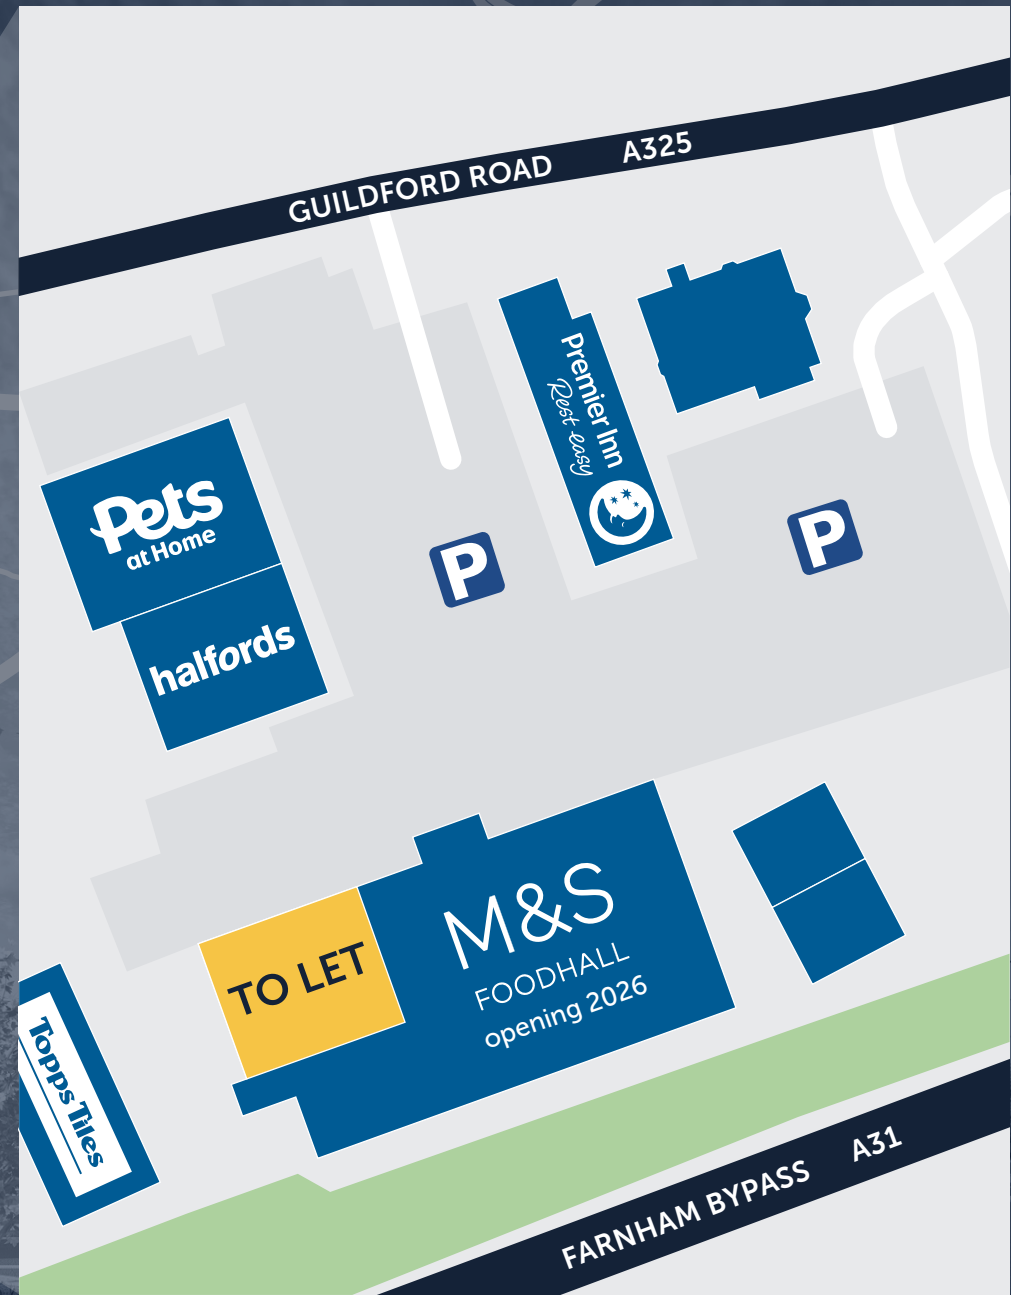 GUILDFORD ROAD A325
Premier Inn
Rest easy
Pets
at Home
P
P
halfords
M&S
FOODHALL
opening 2026
TO LET
Topps Tiles
FARNHAM BYPASS A31